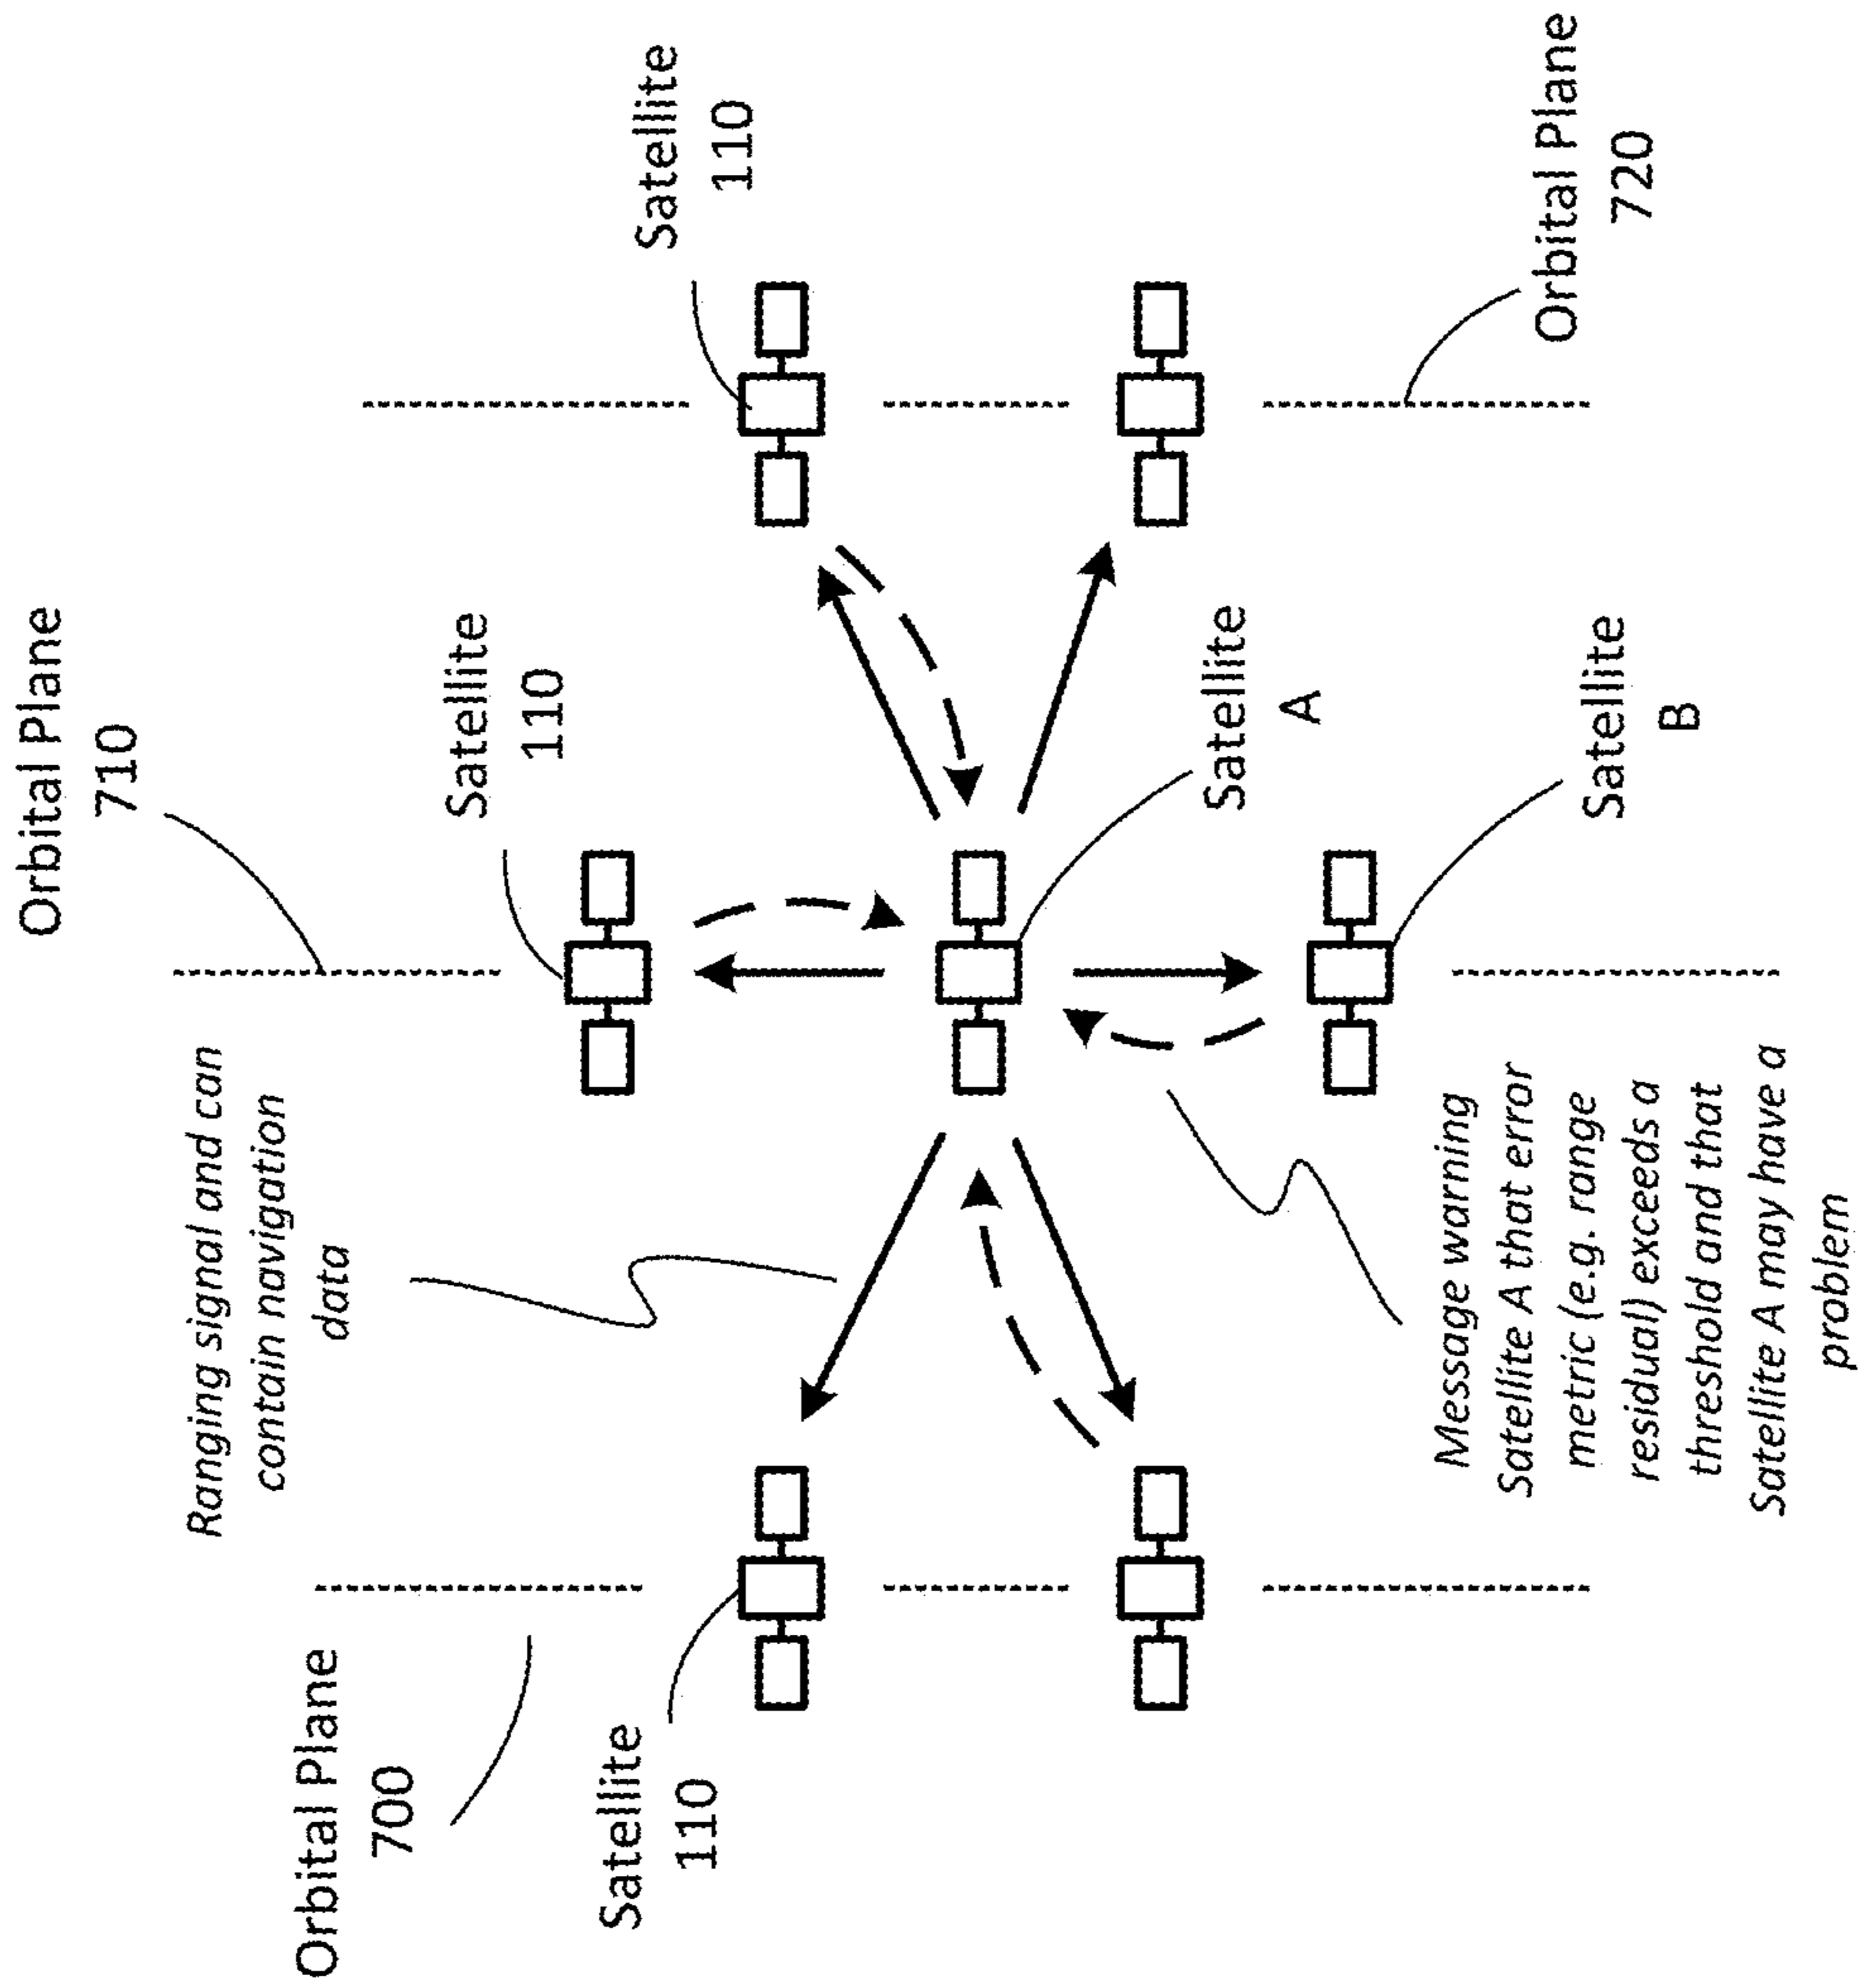 Orbital Plane
710
Satellite
110
Satellite
110
Ranging signal and can
contain navigation
data
Orbital Plane
700
Satellite
110
Satellite
A
Satellite
B
Orbital Plane
720
Message warning
Satellite A that error
metric (e.g. range
residual) exceeds a
threshold and that
Satellite A may have a
problem